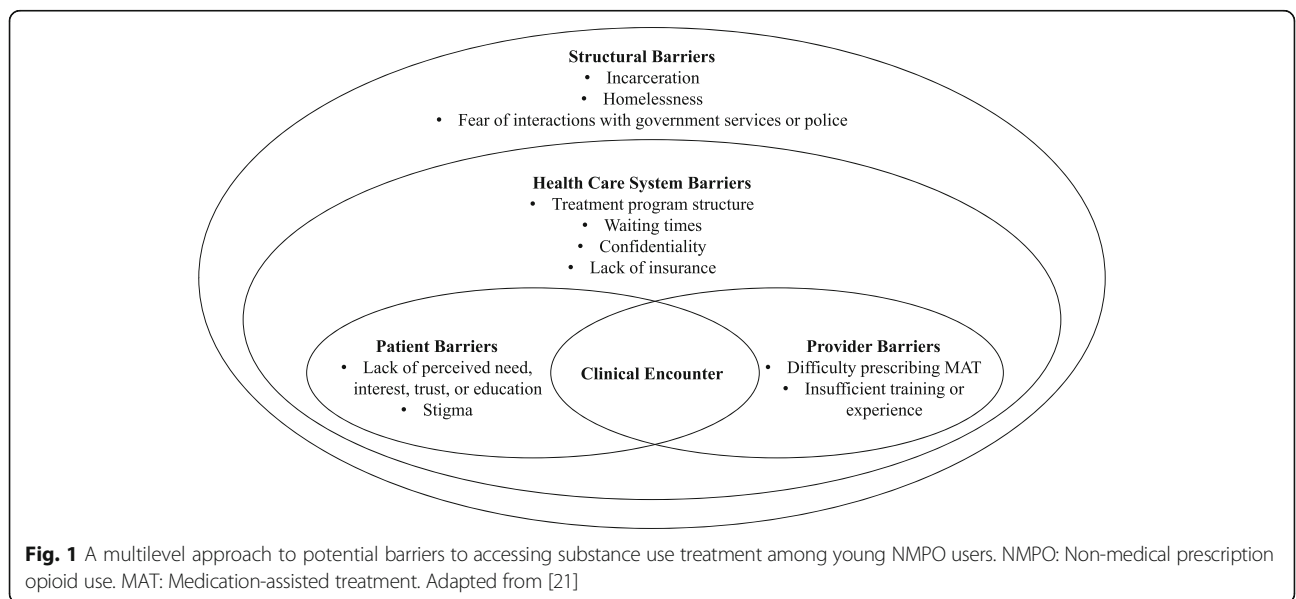 Structural Barriers
• Incarceration
• Homelessness
• Fear of interactions with government services or police
Health Care System Barriers
• Treatment program structure
• Waiting times
• Confidentiality
• Lack of insurance
Patient Barriers
• Lack of perceived need,
interest, trust, or education
• Stigma
Clinical Encounter
Provider Barriers
• Difficulty prescribing MAT
• Insufficient training or
experience
Fig. 1 A multilevel approach to potential barriers to accessing substance use treatment among young NMPO users. NMPO: Non-medical prescription
opioid use. MAT: Medication-assisted treatment. Adapted from [21]